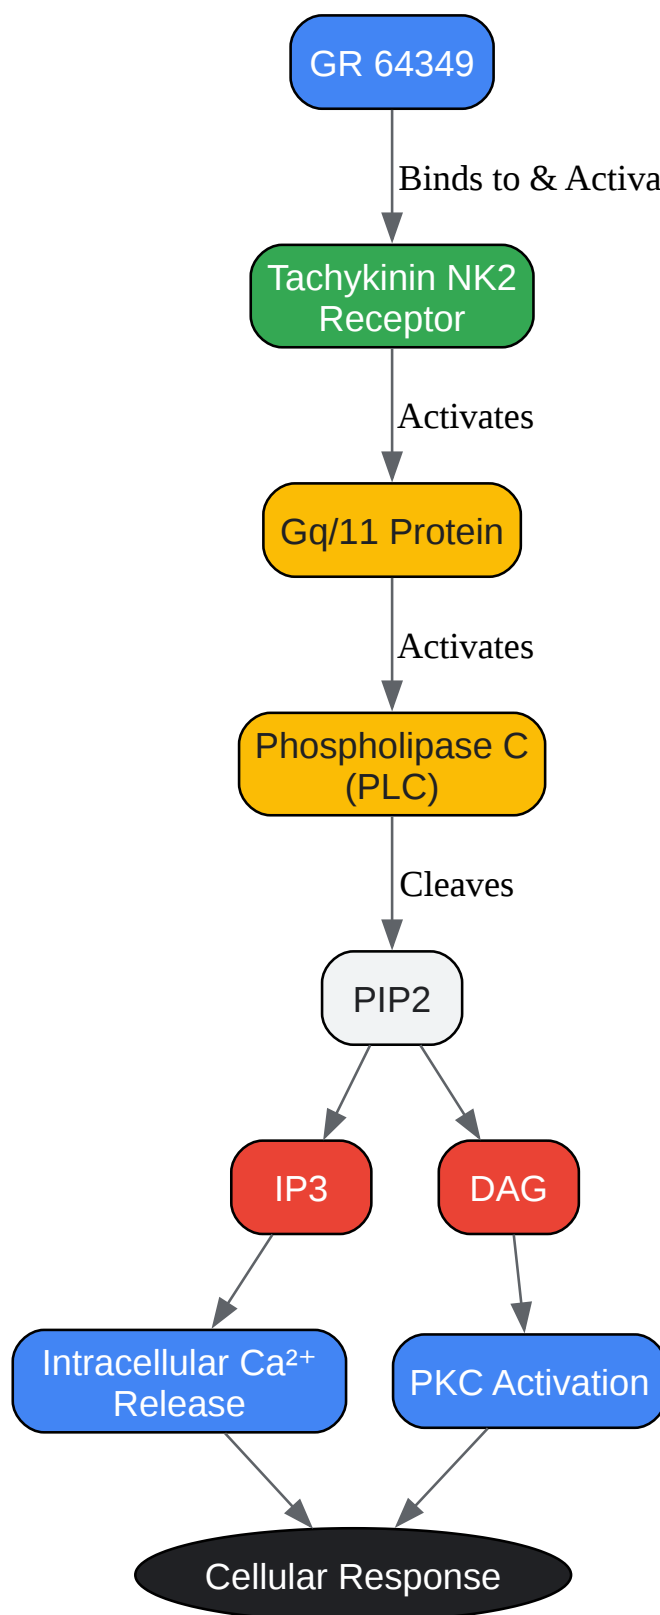 GR 64349
Binds to & Activa
Tachykinin NK2
Receptor
Activates
Gq/11 Protein
Activates
Phospholipase C
(PLC)
Cleaves
PIP2
IP3
DAG
Intracellular Ca²⁺
Release
PKC Activation
Cellular Response